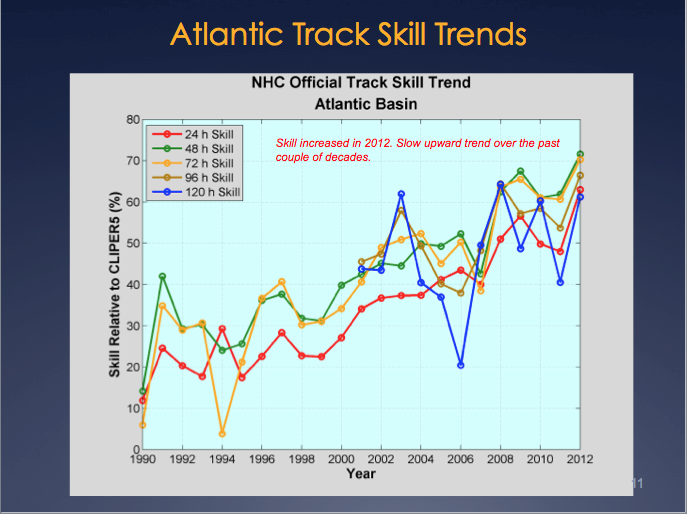 Atlantic Track Skill Trends
NHC Official Track Skill Trend
Atlantic Basin
80
70
60
50
40
30
20
10
0
Skill Relative to CLIPER5 (%)
24 h Skill
48 h Skill
72 h Skill
96 h Skill
120 h Skill
Skill increased in 2012. Slow upward trend over the past
couple of decades.
1990 1992 1994 1996 1998 2000 2002 2004 2006 2008 2010 2012
Year
11